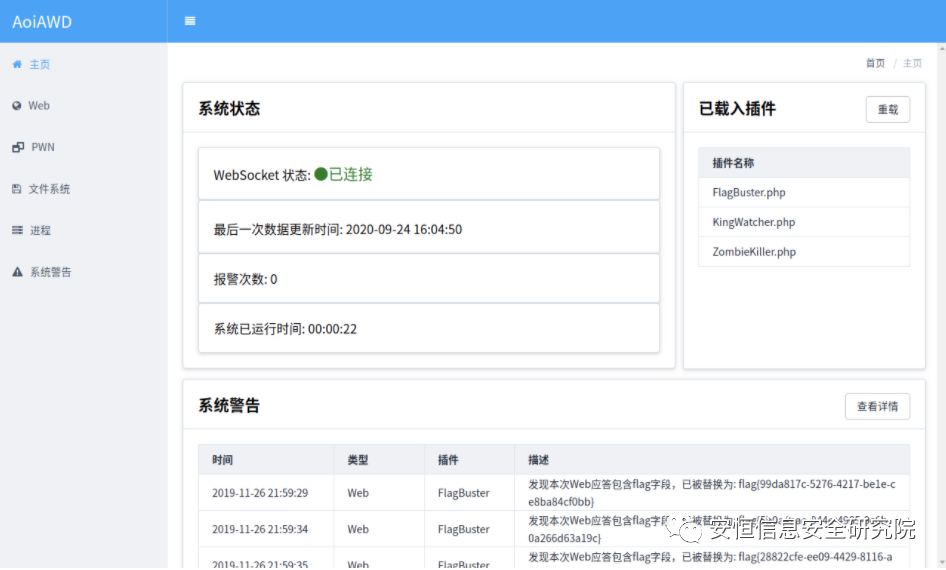 AoiAWD
主页
Web
PWN
文件系统
进程
系统警告
首页 / 主页
系统状态
WebSocket 状态: 已连接
最后一次数据更新时间: 2020-09-24 16:04:50
报警次数: 0
系统已运行时间: 00:00:22
已载入插件
重载
插件名称
FlagBuster.php
KingWatcher.php
ZombieKiller.php
系统警告
查看详情
时间 类型 插件 描述
2019-11-26 21:59:29 Web FlagBuster 发现本次Web应答包含flag字段，已被替换为: flag{99da817c-5276-4217-be1e-c
e8ba84cf0bb}
2019-11-26 21:59:34 Web FlagBuster 发现本次Web应答包含flag字段，已被替换为:
0a266d63a19c}
2019-11-26 21:59:35 Web FlagBuster 发现本次Web应答包含flag字段，已被替换为: flag{28822cfe-ee09-4429-8116-a
安恒信息安全研究院